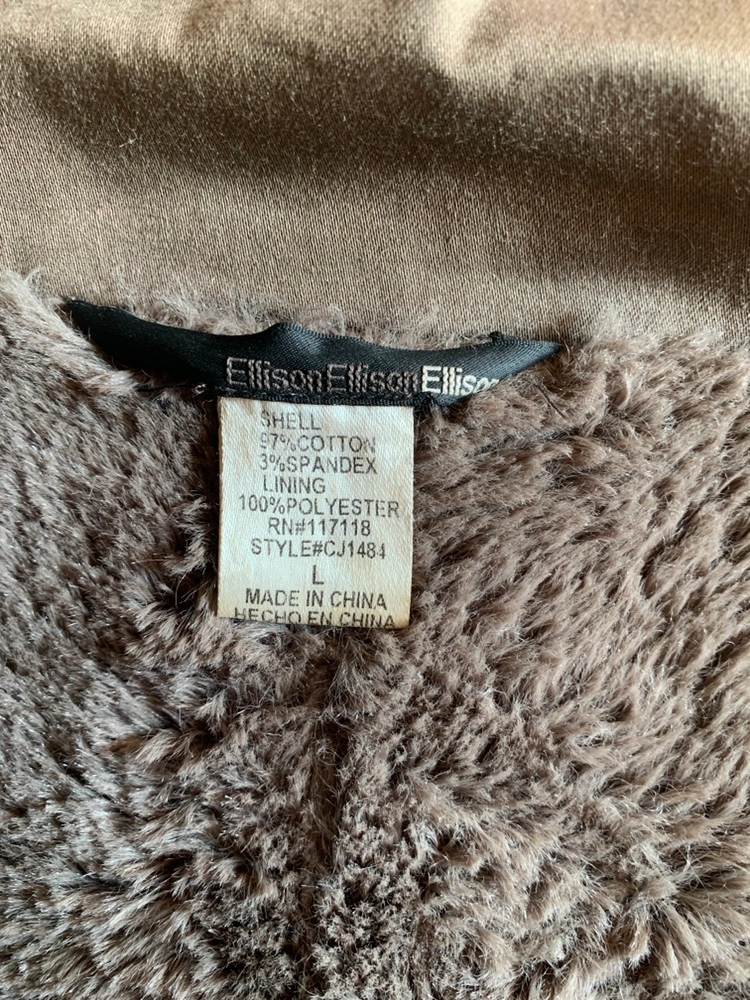 EllisonEllisonEllison
SHELL
97%COTTON
3%SPANDEX
LINING
100%POLYESTER
RN#117118
STYLE#CJ1484
L
MADE IN CHINA
HECHO EN CHINA